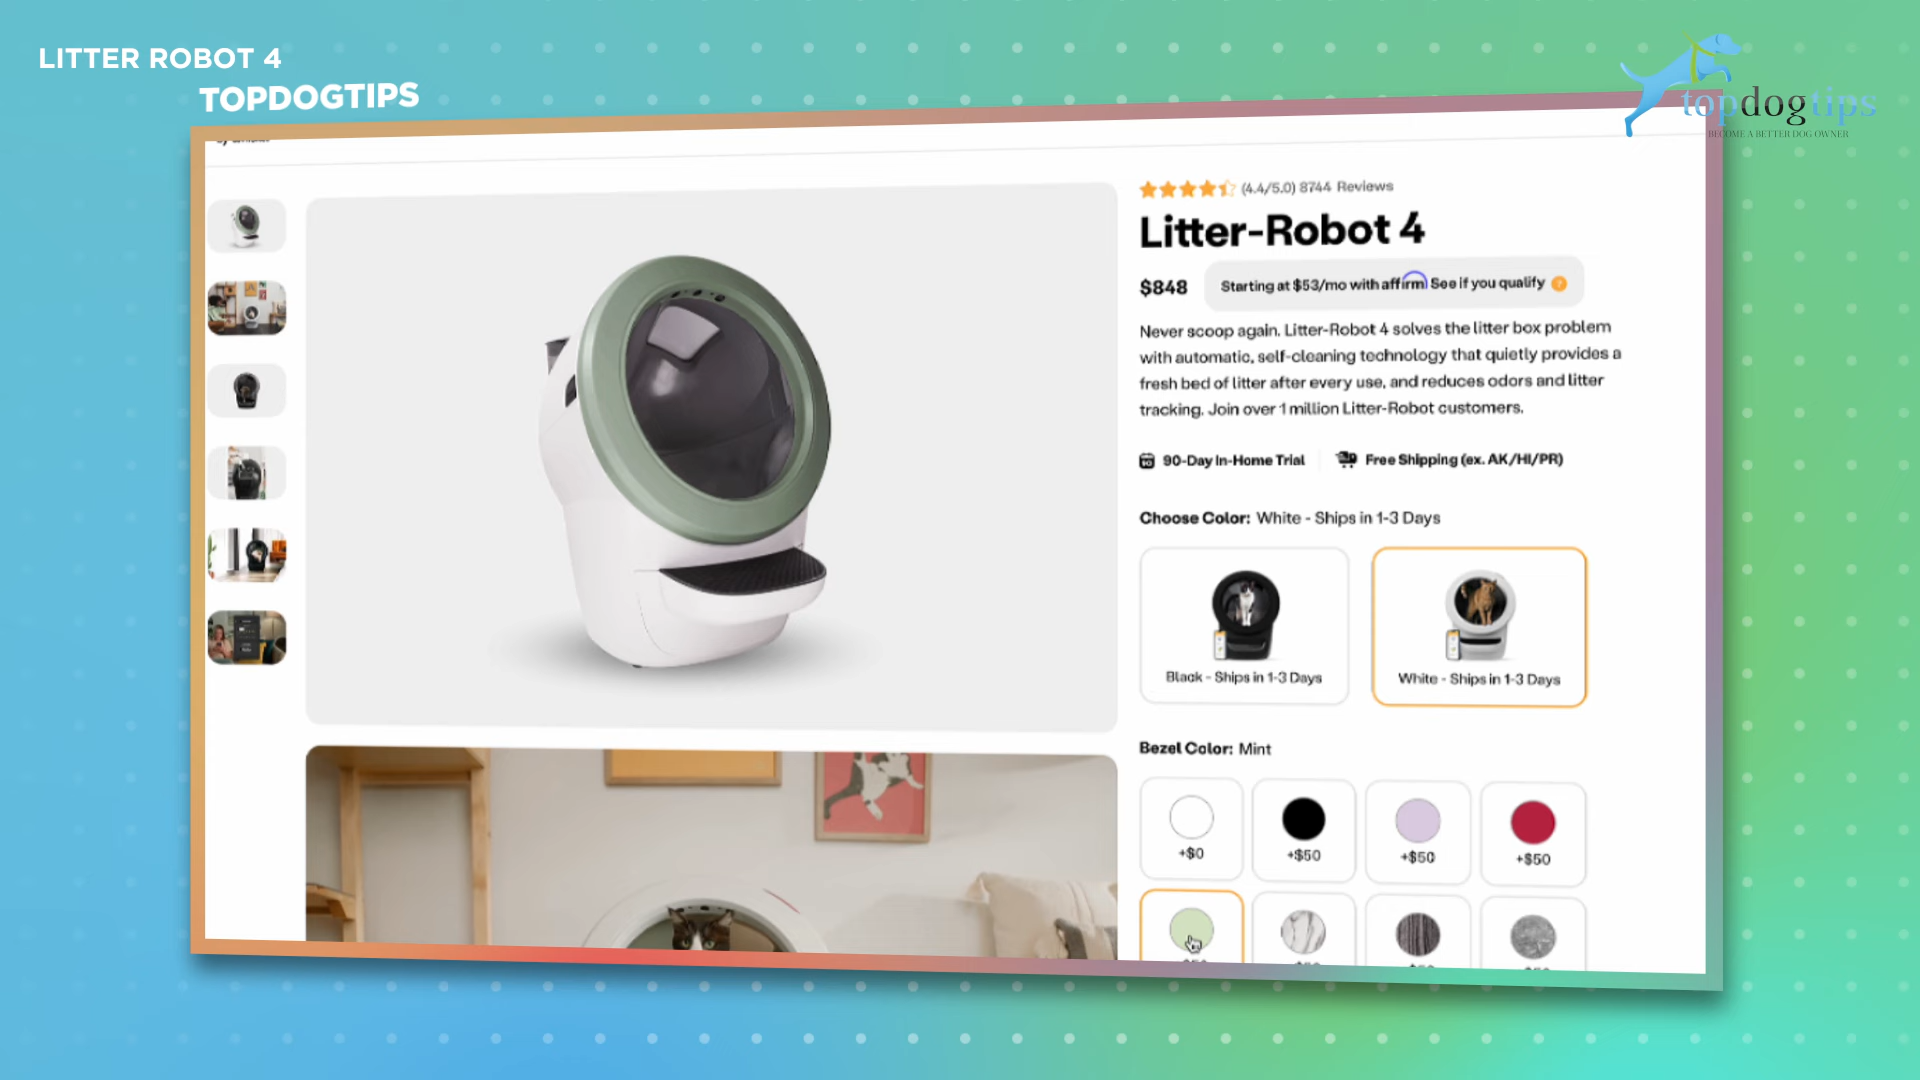 LITTER ROBOT 4
TOPDOGTIPS
topdogtips
BECOME A BETTER DOG OWNER
(4.4/5.0) 8744 Reviews
Litter-Robot 4
$848
Starting at $53/mo with affirm See if you qualify ?
Never scoop again. Litter-Robot 4 solves the litter box problem
with automatic, self-cleaning technology that quietly provides a
fresh bed of litter after every use, and reduces odors and litter
tracking. Join over 1 million Litter-Robot customers.
90-Day In-Home Trial
Free Shipping (ex. AK/HI/PR)
Choose Color: White - Ships in 1-3 Days
Black - Ships in 1-3 Days
White - Ships in 1-3 Days
Bezel Color: Mint
+$0
+$50
+$50
+$50